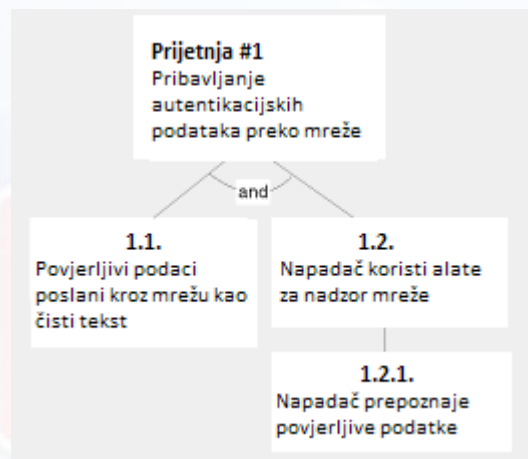 Prijetnja #1
Pribavljanje
autentikacijskih
podataka preko mreže
and
1.1.
Povjerljivi podaci
poslani kroz mrežu kao
čisti tekst
1.2.
Napadač koristi alate
za nadzor mreže
1.2.1.
Napadač prepoznaje
povjerljive podatke